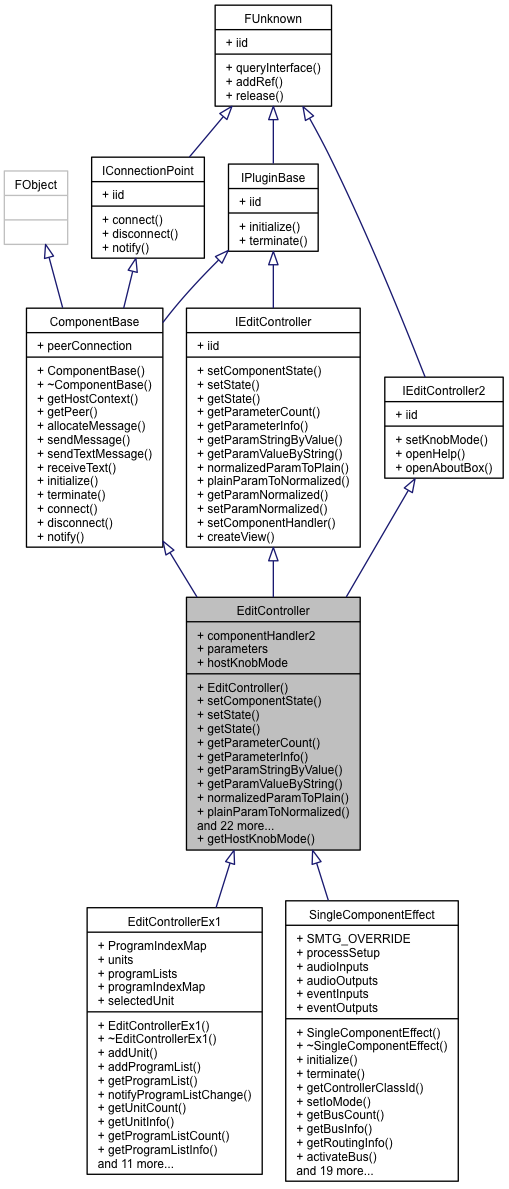 FUnknown
+ iid
+ queryInterface()
+ addRef()
+ release()
IConnectionPoint
+ iid
+ connect()
+ disconnect()
+ notify()
IPluginBase
+ iid
+ initialize()
+ terminate()
FObject
ComponentBase
+ peerConnection
+ ComponentBase()
+ ~ComponentBase()
+ getHostContext()
+ getPeer()
+ allocateMessage()
+ sendMessage()
+ sendTextMessage()
+ receiveText()
+ initialize()
+ terminate()
+ connect()
+ disconnect()
+ notify()
IEditController
+ iid
+ setComponentState()
+ setState()
+ getState()
+ getParameterCount()
+ getParameterInfo()
+ getParamStringByValue()
+ getParamValueByString()
+ normalizedParamToPlain()
+ plainParamToNormalized()
+ getParamNormalized()
+ setParamNormalized()
+ setComponentHandler()
+ createView()
IEditController2
+ iid
+ setKnobMode()
+ openHelp()
+ openAboutBox()
EditController
+ componentHandler2
+ parameters
+ hostKnobMode
+ EditController()
+ setComponentState()
+ setState()
+ getState()
+ getParameterCount()
+ getParameterInfo()
+ getParamStringByValue()
+ getParamValueByString()
+ normalizedParamToPlain()
+ plainParamToNormalized()
and 22 more...
+ getHostKnobMode()
EditControllerEx1
+ ProgramIndexMap
+ units
+ programLists
+ programIndexMap
+ selectedUnit
+ EditControllerEx1()
+ ~EditControllerEx1()
+ addUnit()
+ addProgramList()
+ getProgramList()
+ notifyProgramListChange()
+ getUnitCount()
+ getUnitInfo()
+ getProgramListCount()
+ getProgramListInfo()
and 11 more...
SingleComponentEffect
+ SMTG_OVERRIDE
+ processSetup
+ audioInputs
+ audioOutputs
+ eventInputs
+ eventOutputs
+ SingleComponentEffect()
+ ~SingleComponentEffect()
+ initialize()
+ terminate()
+ getControllerClassId()
+ setIoMode()
+ getBusCount()
+ getBusInfo()
+ getRoutingInfo()
+ activateBus()
and 19 more...